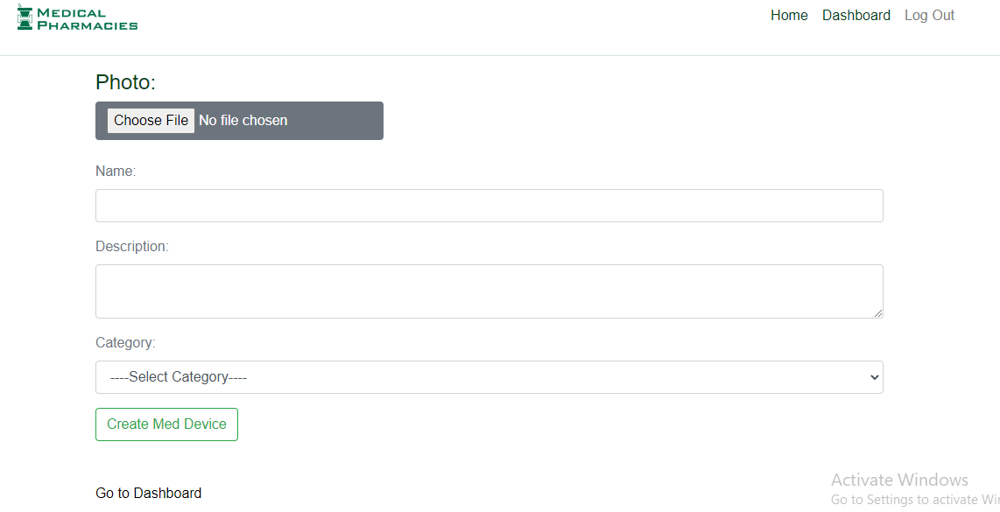 MEDICAL
PHARMACIES
Home Dashboard Log Out
Photo:
Choose File No file chosen
Name:
Description:
Category:
----Select Category----
Create Med Device
Go to Dashboard
Activate Windows
Go to Settings to activate Wi